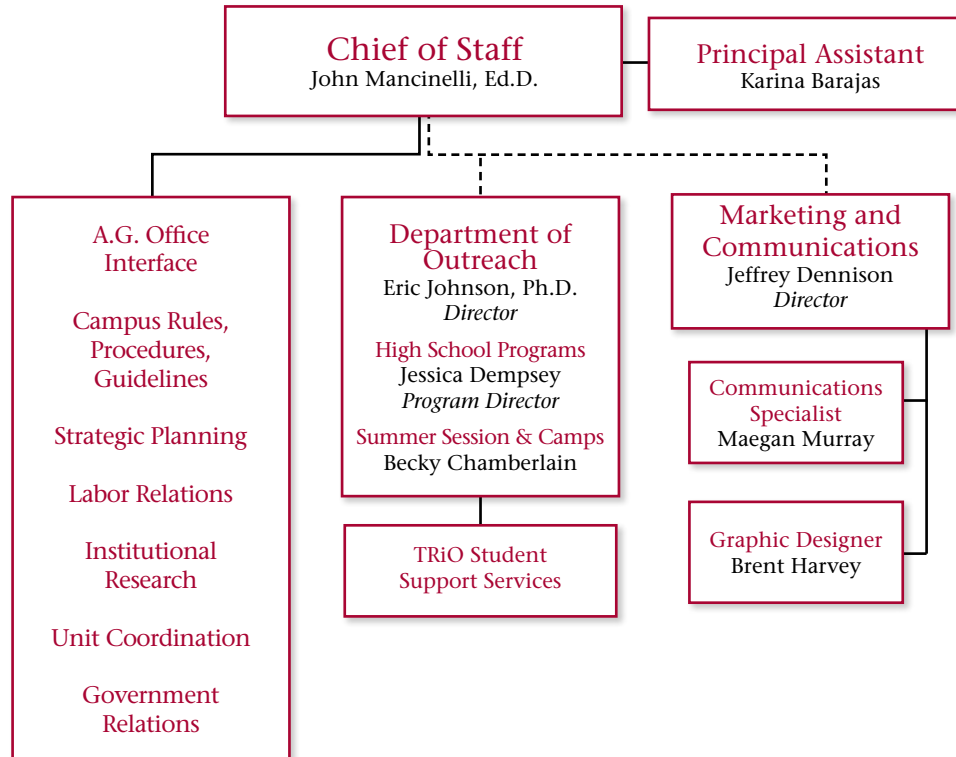 Chief of Staff
John Mancinelli, Ed.D.
Principal Assistant
Karina Barajas
A.G. Office
Interface
Campus Rules,
Procedures,
Guidelines
Strategic Planning
Labor Relations
Institutional
Research
Unit Coordination
Government
Relations
Department of
Outreach
Eric Johnson, Ph.D.
Director
High School Programs
Jessica Dempsey
Program Director
Summer Session & Camps
Becky Chamberlain
TRiO Student
Support Services
Marketing and
Communications
Jeffrey Dennison
Director
Communications
Specialist
Maegan Murray
Graphic Designer
Brent Harvey